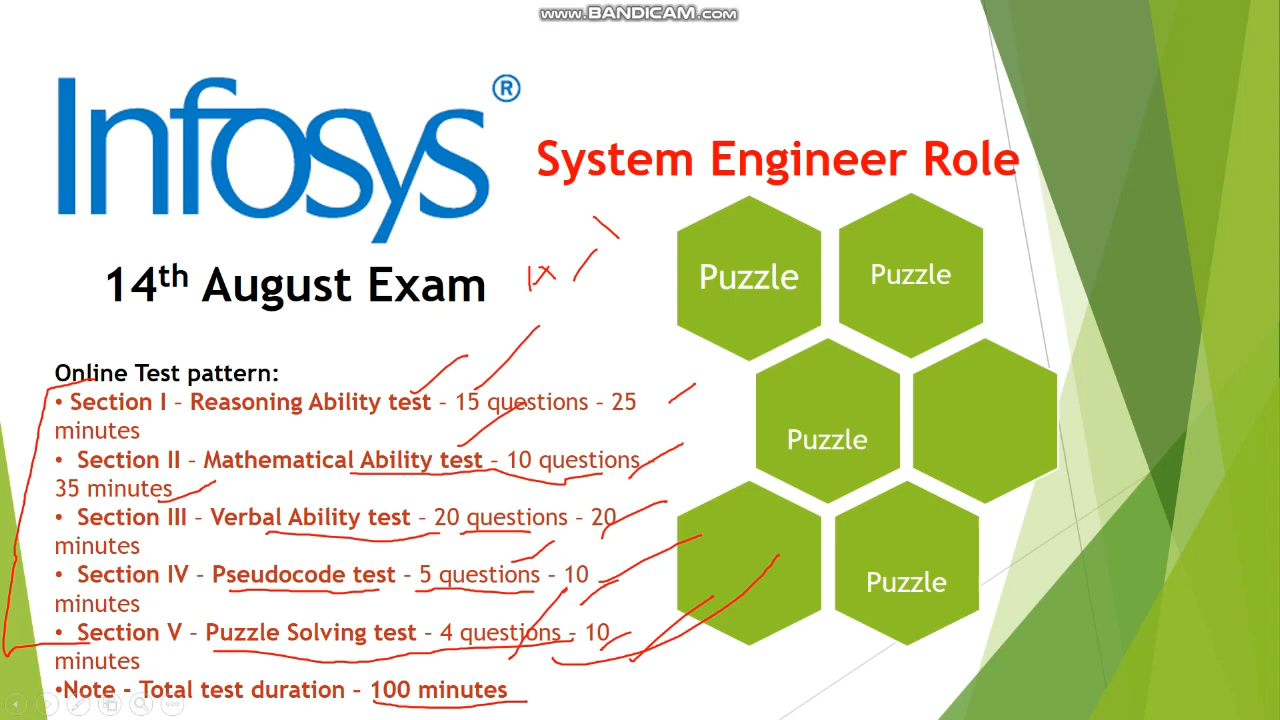 www.BANDICAM.com
Infosys®
System Engineer Role
14th August Exam
IX
Puzzle
Puzzle
Puzzle
Puzzle
Online Test pattern:
• Section I – Reasoning Ability test – 15 questions – 25
minutes
• Section II – Mathematical Ability test – 10 questions –
35 minutes
• Section III – Verbal Ability test – 20 questions – 20
minutes
• Section IV – Pseudocode test – 5 questions – 10
minutes
• Section V – Puzzle Solving test – 4 questions – 10
minutes
•Note - Total test duration – 100 minutes